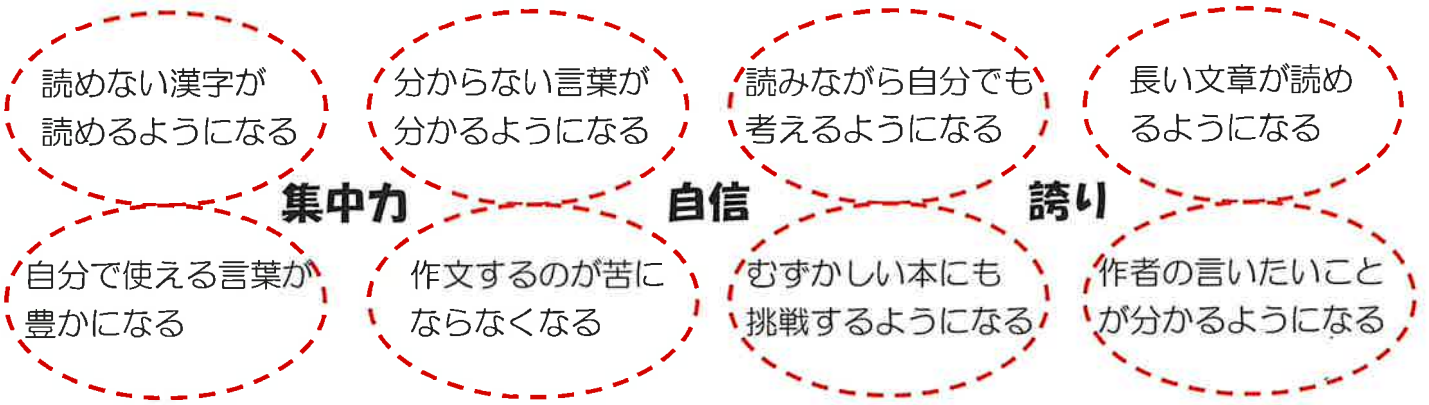 読めない漢字が
読めるようになる
分からない言葉が
分かるようになる
読みながら自分でも
考えるようになる
長い文章が読め
るようになる
集中力
自信
誇り
自分で使える言葉が
豊かになる
作文するのが苦に
ならなくなる
むずかしい本にも
挑戦するようになる
作者の言いたいこと
が分かるようになる